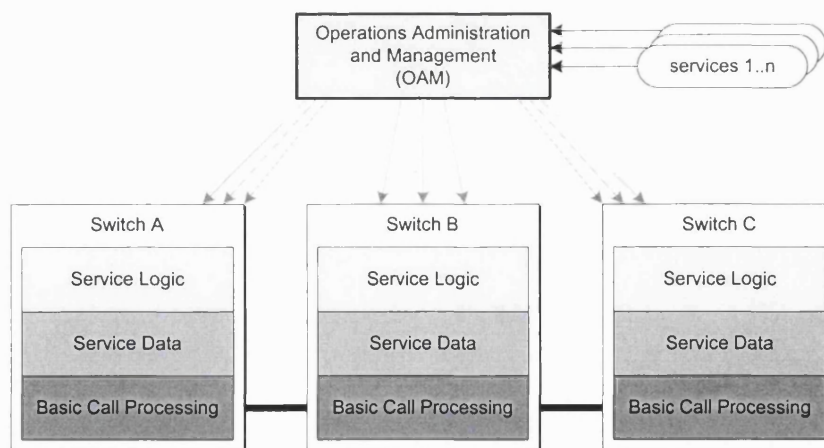 Operations Administration
and Management
(OAM)
services 1..n
Switch A
Switch B
Switch C
Service Logic
Service Logic
Service Logic
Service Data
Service Data
Service Data
Basic Call Processing
Basic Call Processing
Basic Call Processing